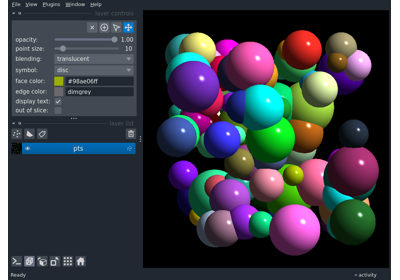 File View Plugins Window Help
layer controls
opacity: 1.00
point size: 10
blending: translucent
symbol: disc
face color: #98ae06ff
edge color: dimgrey
display text: ✓
out of slice:
layer list
pts
Ready
activity